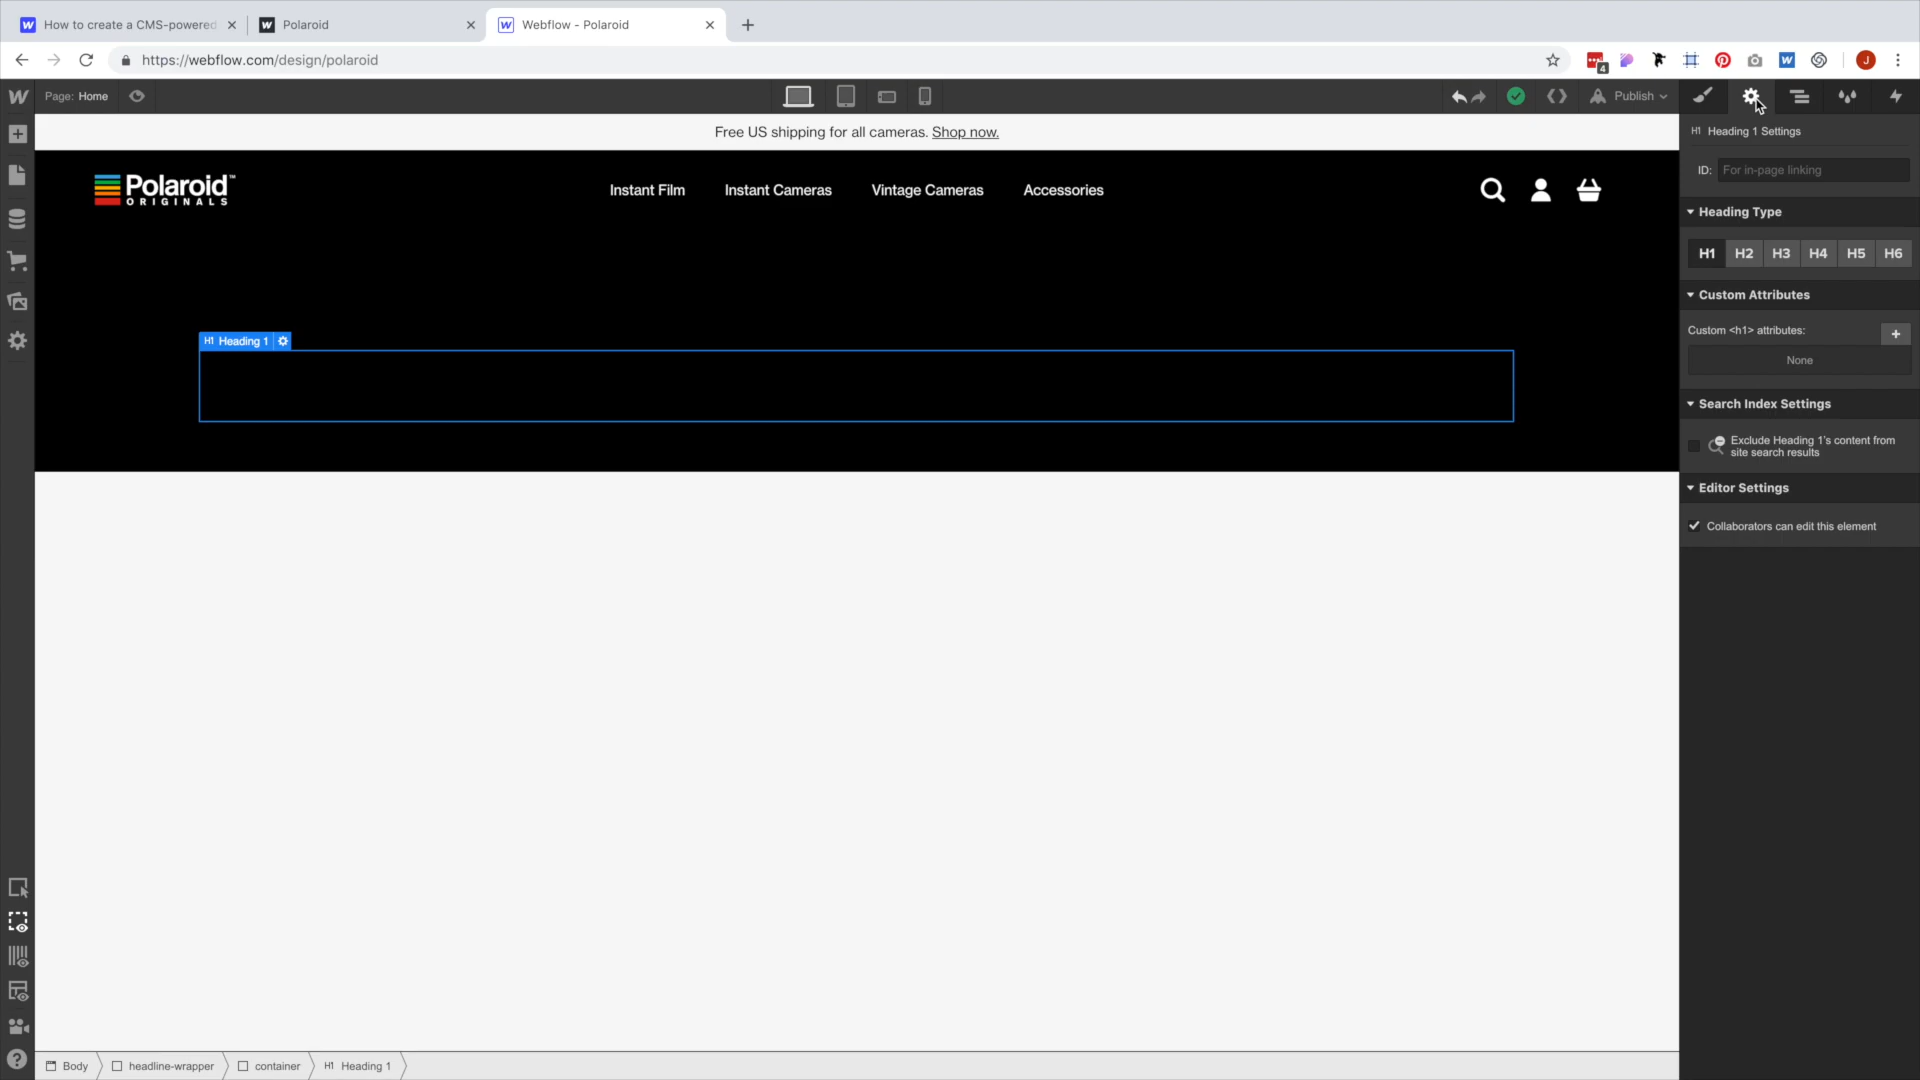 How to create a CMS-powered
Polaroid
Webflow - Polaroid
https://webflow.com/design/polaroid
4
J
Page: Home
Publish
Free US shipping for all cameras. Shop now.
Polaroid™
ORIGINALS
Instant Film
Instant Cameras
Vintage Cameras
Accessories
H1 Heading 1
H1 Heading 1 Settings
ID: For in-page linking
Heading Type
H1 H2 H3 H4 H5 H6
Custom Attributes
Custom <h1> attributes:
+
None
Search Index Settings
Exclude Heading 1's content from
site search results
Editor Settings
Collaborators can edit this element
Body
headline-wrapper
container
H1 Heading 1